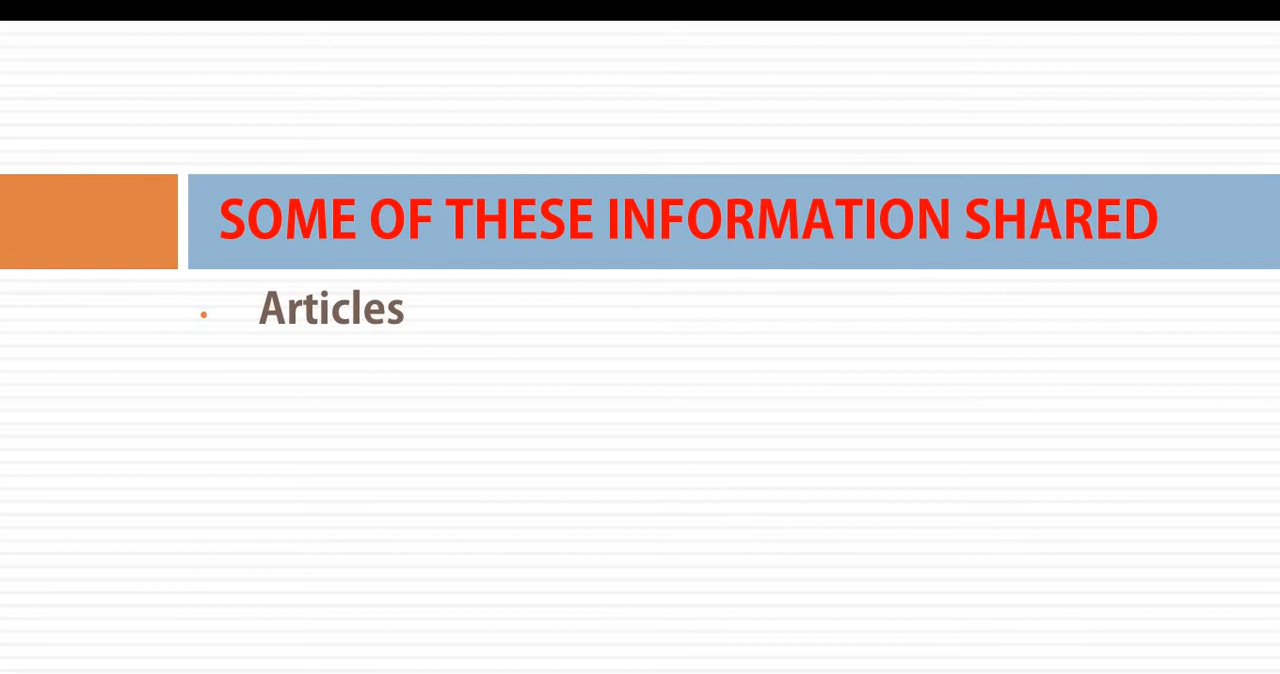 SOME OF THESE INFORMATION SHARED
• Articles